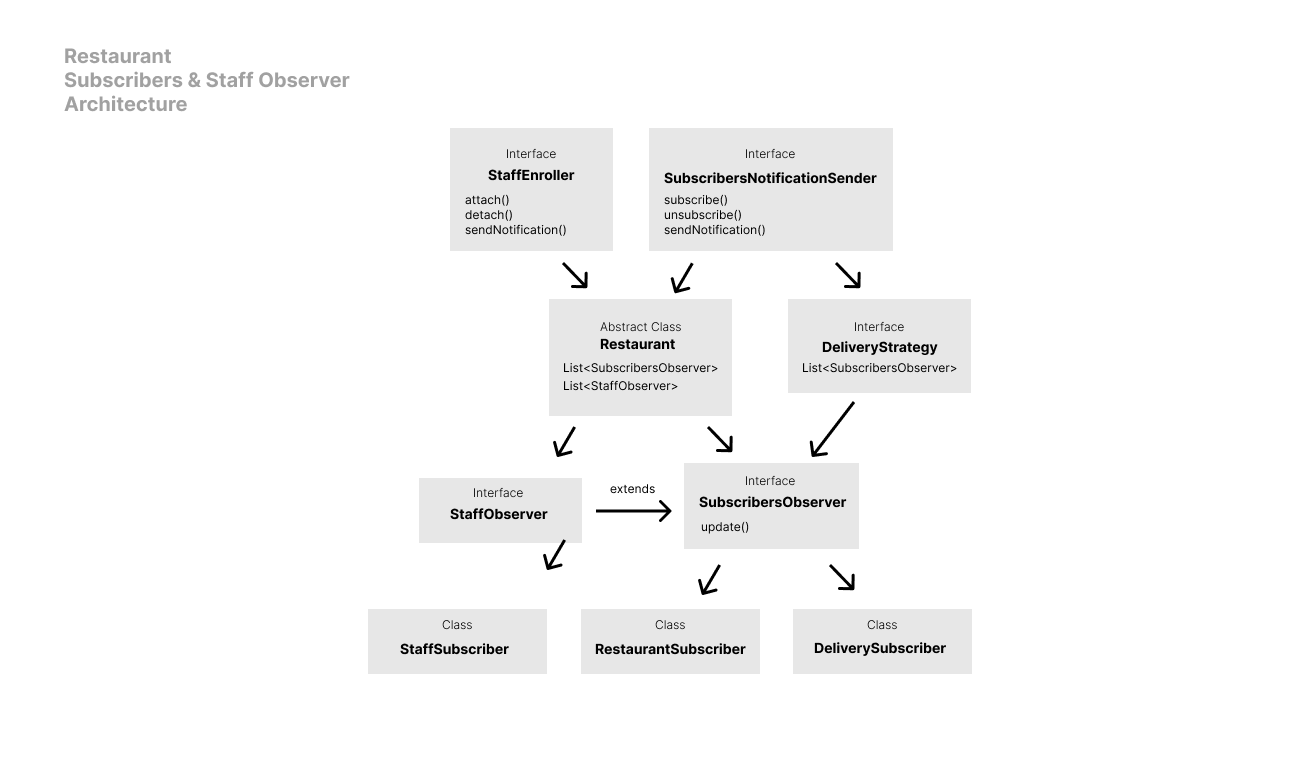 Restaurant
Subscribers & Staff Observer
Architecture
Interface
StaffEnroller
attach()
detach()
sendNotification()
Interface
SubscribersNotificationSender
subscribe()
unsubscribe()
sendNotification()
Abstract Class
Restaurant
List<SubscribersObserver>
List<StaffObserver>
Interface
DeliveryStrategy
List<SubscribersObserver>
Interface
StaffObserver
extends
Interface
SubscribersObserver
update()
Class
StaffSubscriber
Class
RestaurantSubscriber
Class
DeliverySubscriber